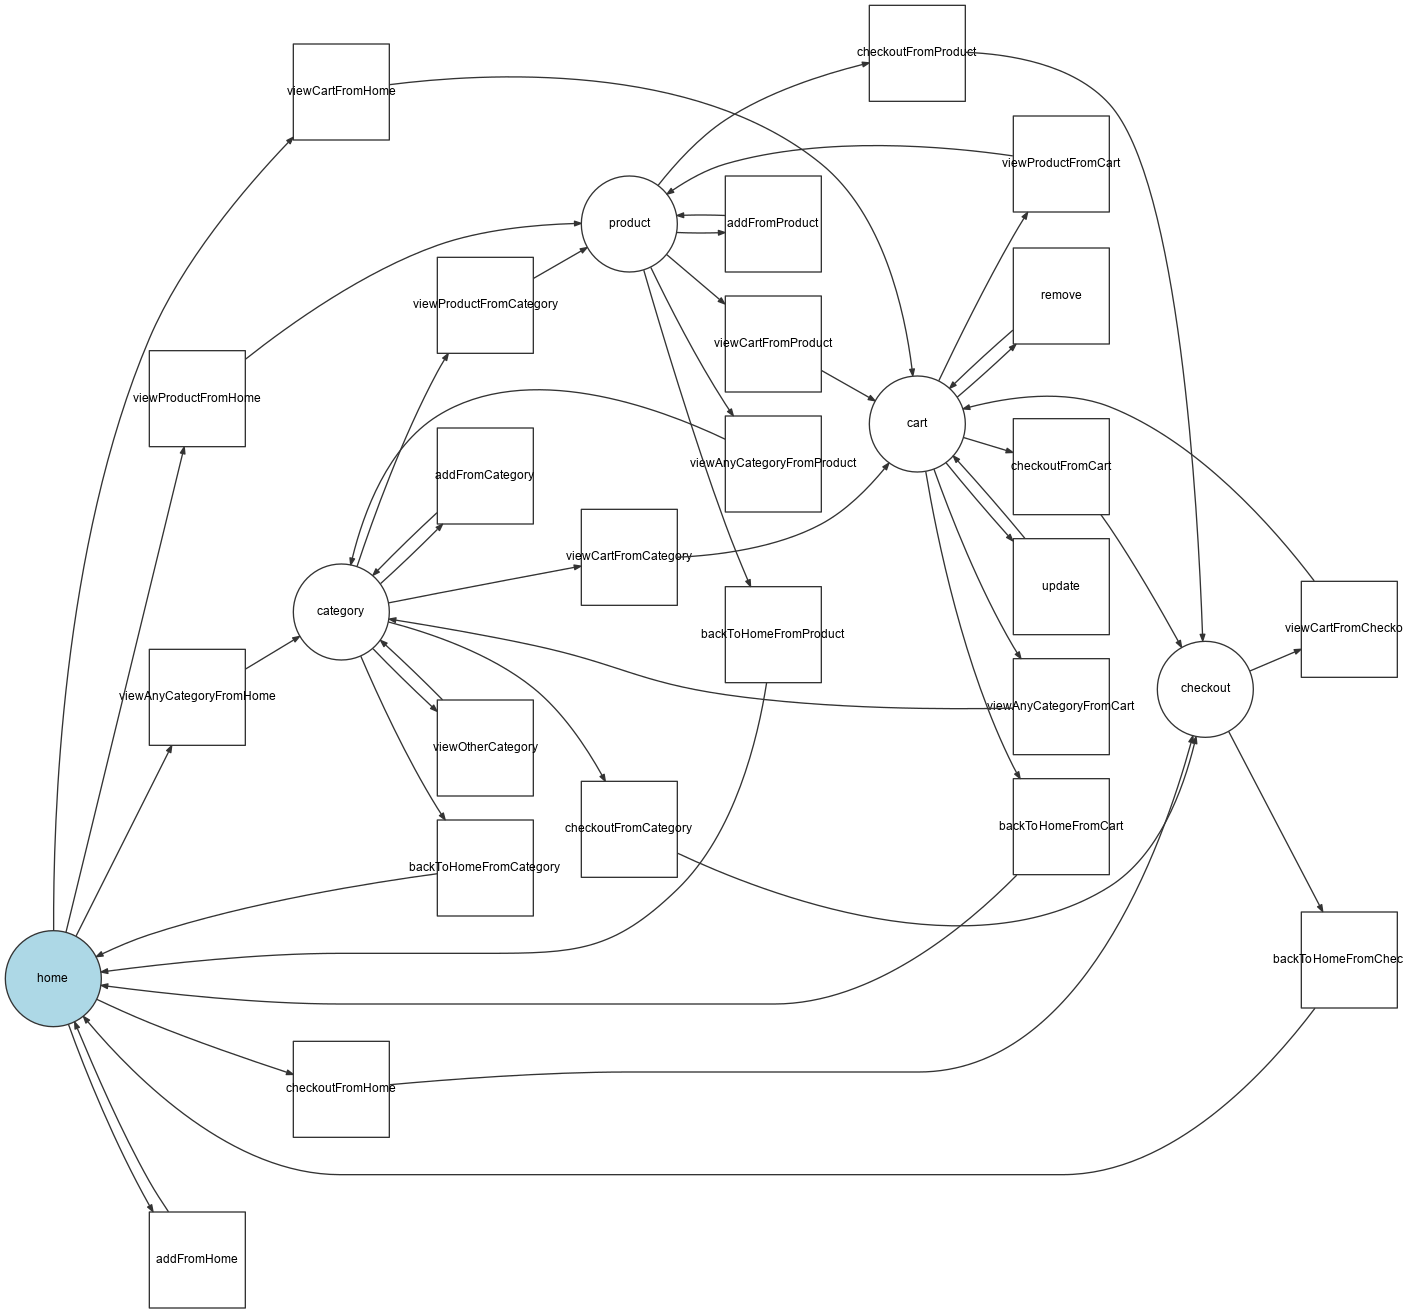 checkoutFromProduct
viewCartFromHome
viewProductFromCart
product
addFromProduct
remove
viewProductFromCategory
viewCartFromProduct
viewProductFromHome
cart
viewAnyCategoryFromProduct
checkoutFromCart
addFromCategory
viewCartFromCategory
update
category
viewCartFromChecko
backToHomeFromProduct
checkout
viewAnyCategoryFromHome
viewAnyCategoryFromCart
viewOtherCategory
checkoutFromCategory
backToHomeFromCart
backToHomeFromCategory
backToHomeFromChec
home
checkoutFromHome
addFromHome